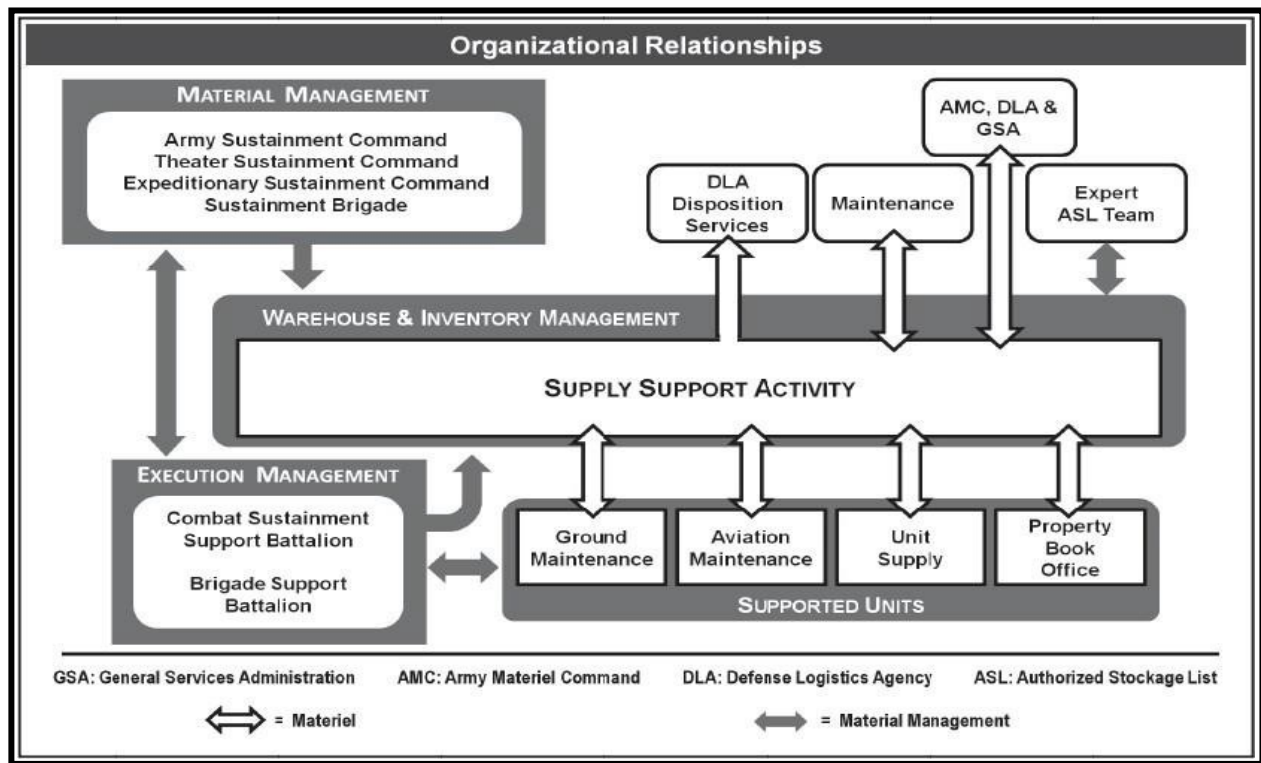 Organizational Relationships
MATERIAL MANAGEMENT
Army Sustainment Command
Theater Sustainment Command
Expeditionary Sustainment Command
Sustainment Brigade
AMC, DLA &
GSA
DLA
Disposition
Services
Maintenance
Expert
ASL Team
WAREHOUSE & INVENTORY MANAGEMENT
SUPPLY SUPPORT ACTIVITY
EXECUTION MANAGEMENT
Combat Sustainment
Support Battalion
Brigade Support
Battalion
Ground
Maintenance
Aviation
Maintenance
Unit
Supply
Property
Book
Office
SUPPORTED UNITS
GSA: General Services Administration
AMC: Army Materiel Command
DLA: Defense Logistics Agency
ASL: Authorized Stockage List
= Materiel
= Material Management